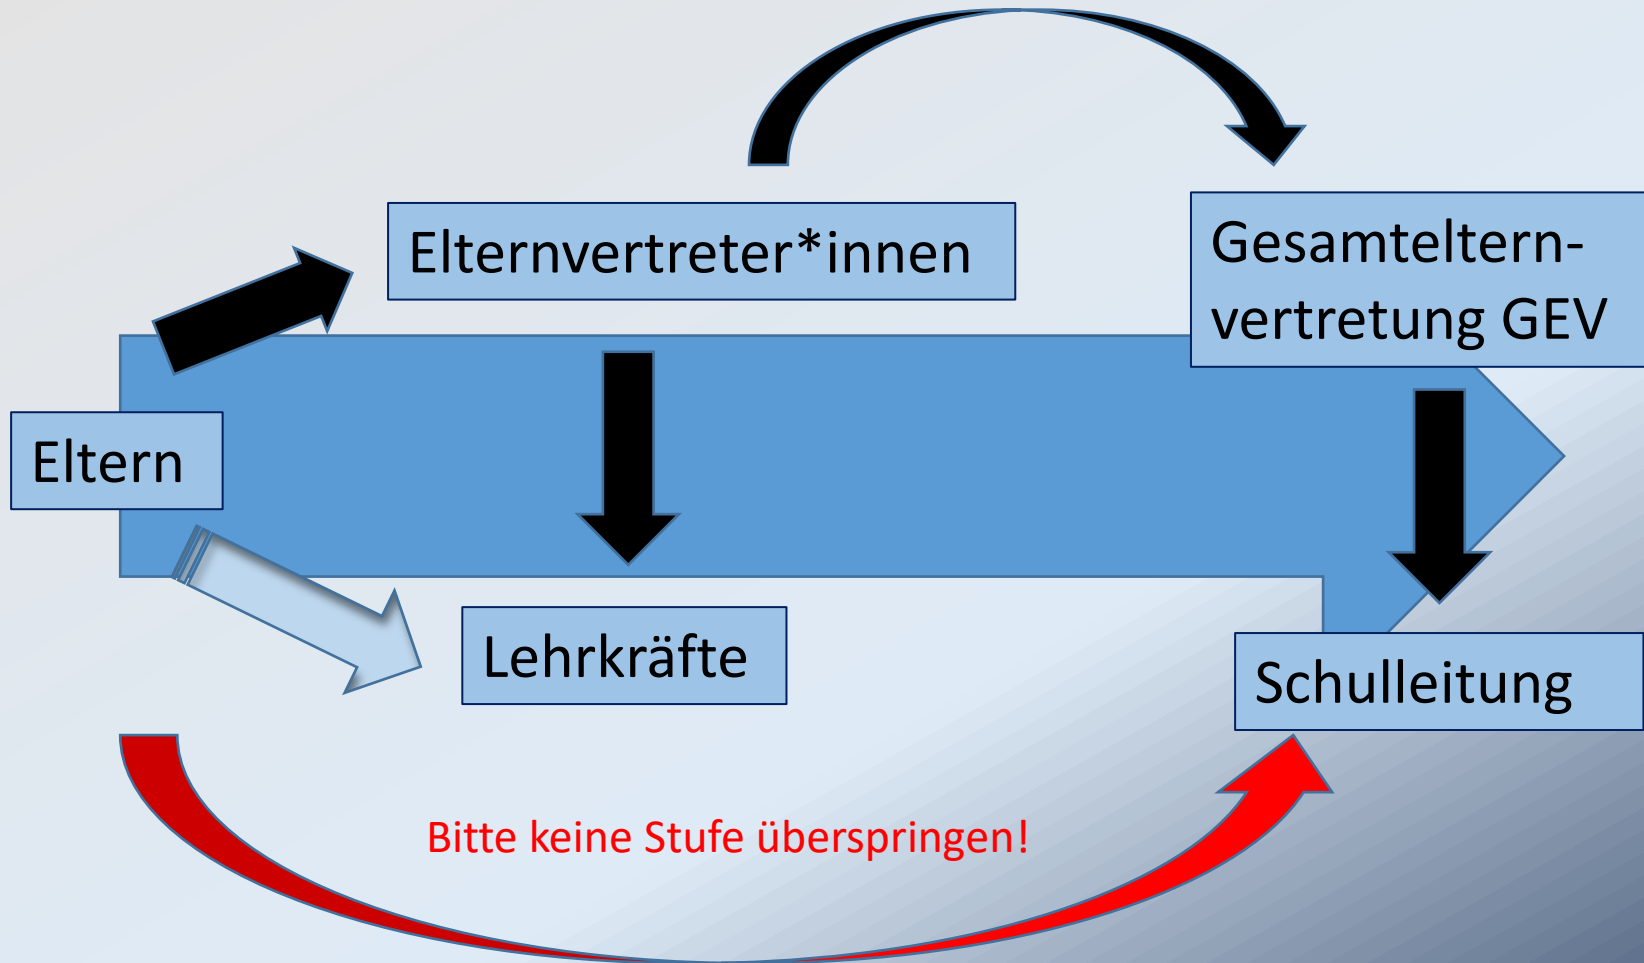 Elternvertreter*innen
Gesamteltern-
vertretung GEV
Eltern
Lehrkräfte
Schulleitung
Bitte keine Stufe überspringen!